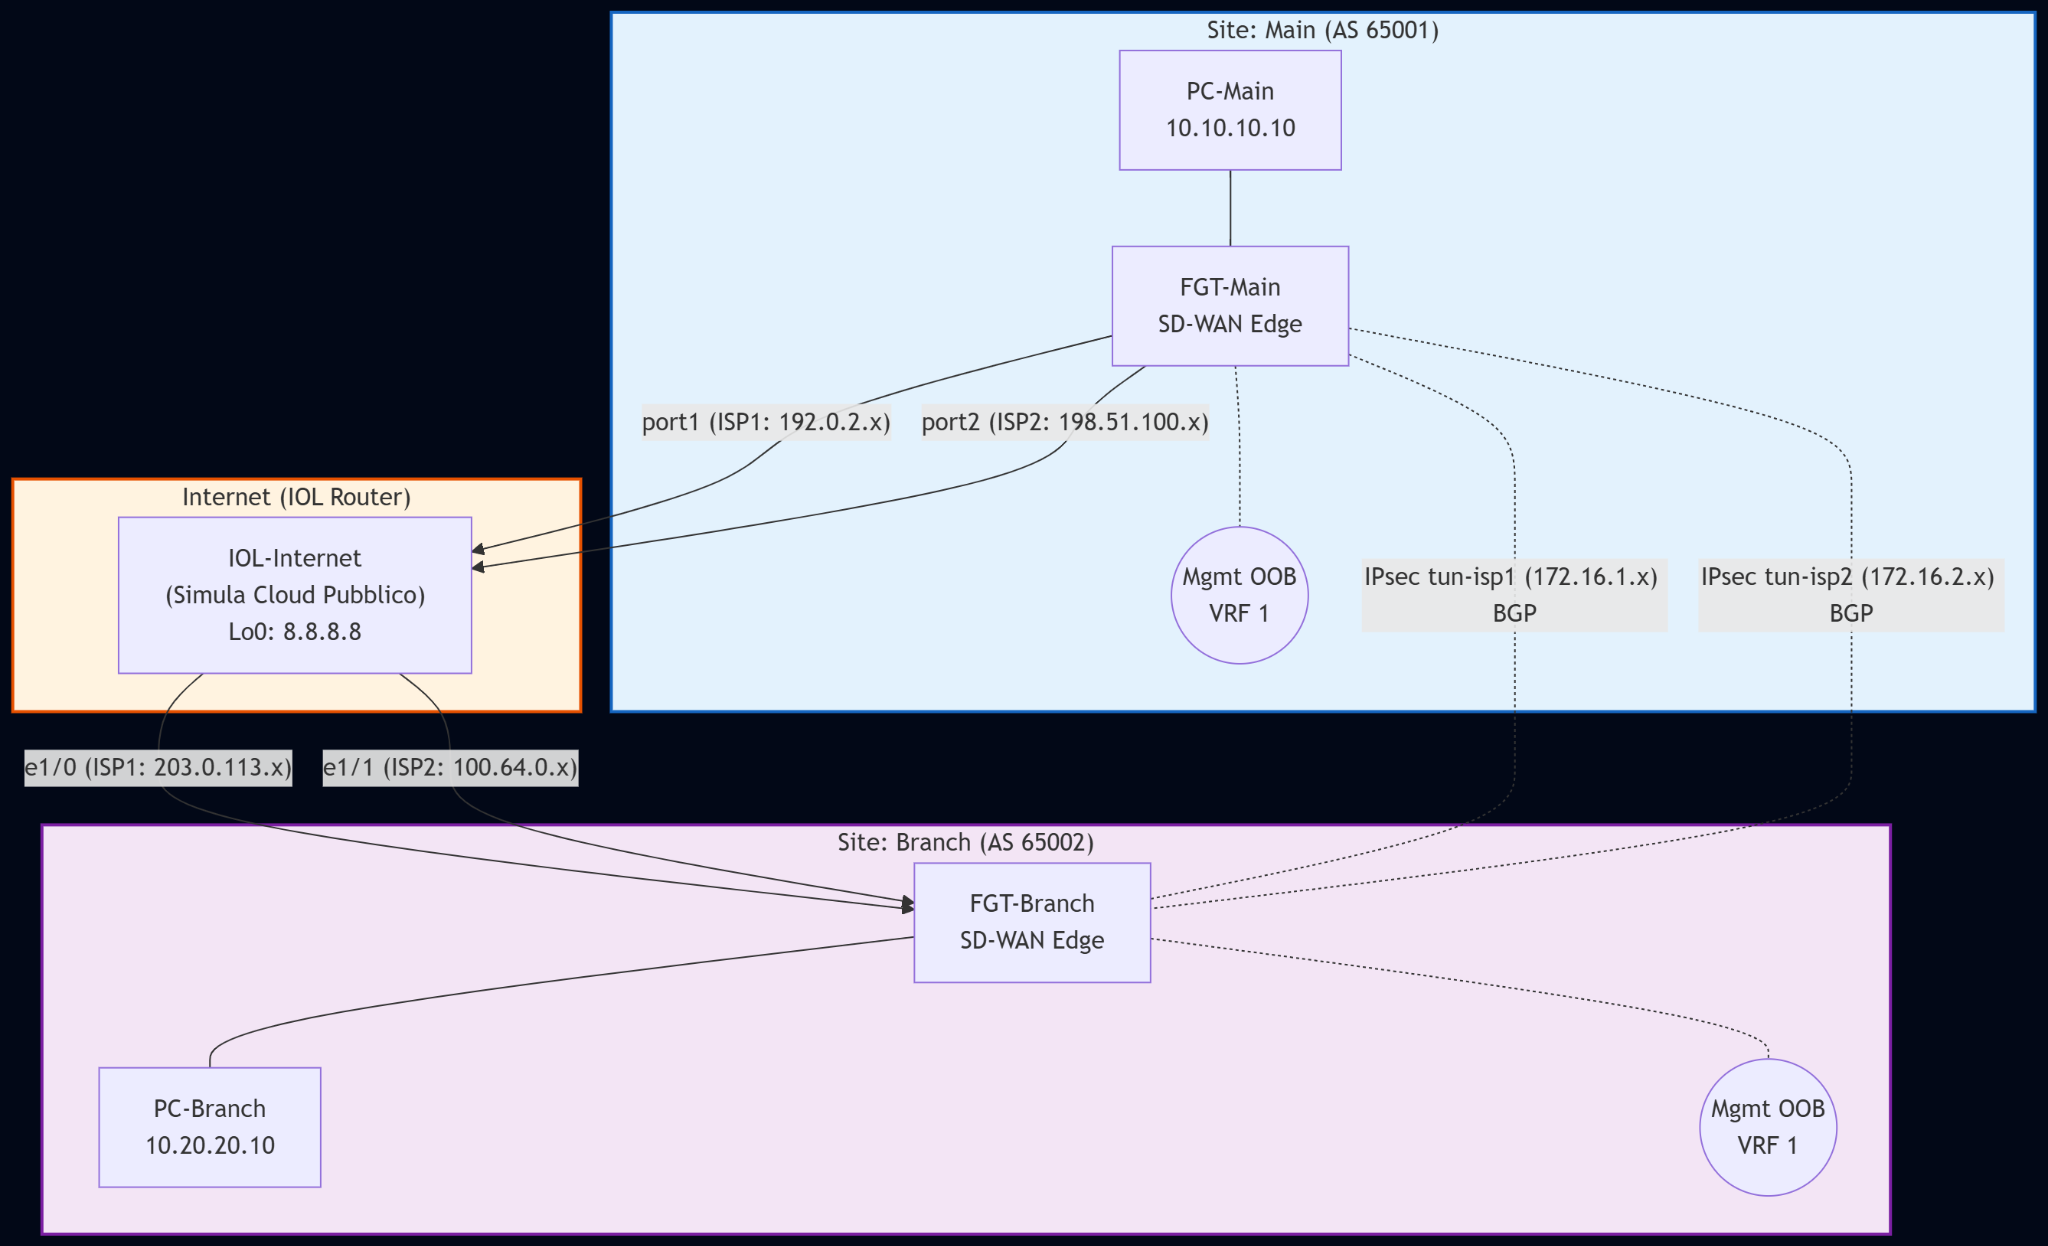 Site: Main (AS 65001)
PC-Main
10.10.10.10
FGT-Main
SD-WAN Edge
port1 (ISP1: 192.0.2.x)
port2 (ISP2: 198.51.100.x)
Internet (IOL Router)
IOL-Internet
(Simula Cloud Pubblico)
Lo0: 8.8.8.8
Mgmt OOB
VRF 1
IPsec tun-isp1 (172.16.1.x)
BGP
IPsec tun-isp2 (172.16.2.x)
BGP
e1/0 (ISP1: 203.0.113.x)
e1/1 (ISP2: 100.64.0.x)
Site: Branch (AS 65002)
FGT-Branch
SD-WAN Edge
PC-Branch
10.20.20.10
Mgmt OOB
VRF 1